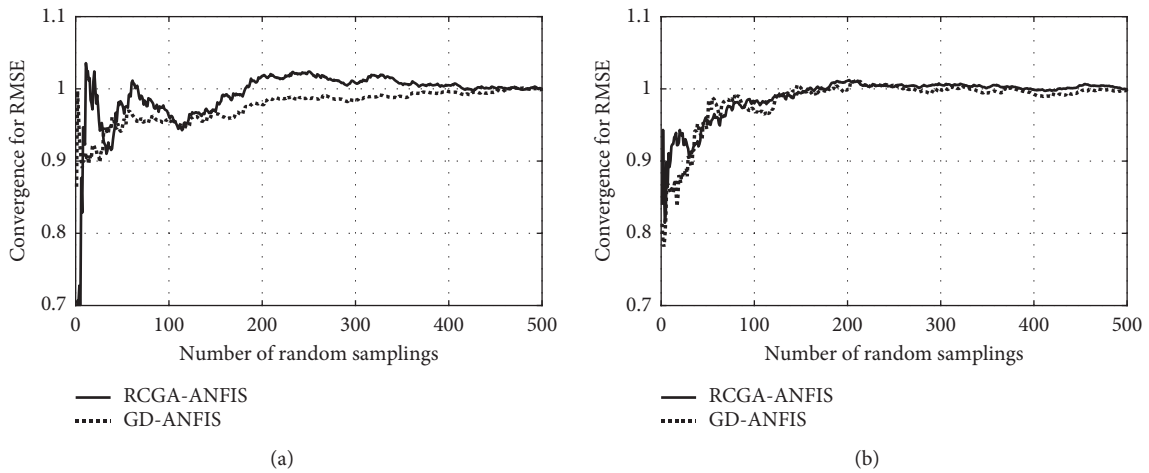 1.1
1
0.9
0.8
0.7
Convergence for RMSE
0 100 200 300 400 500
Number of random samplings
RCGA-ANFIS
GD-ANFIS
(a)
1.1
1
0.9
0.8
0.7
Convergence for RMSE
0 100 200 300 400 500
Number of random samplings
RCGA-ANFIS
GD-ANFIS
(b)